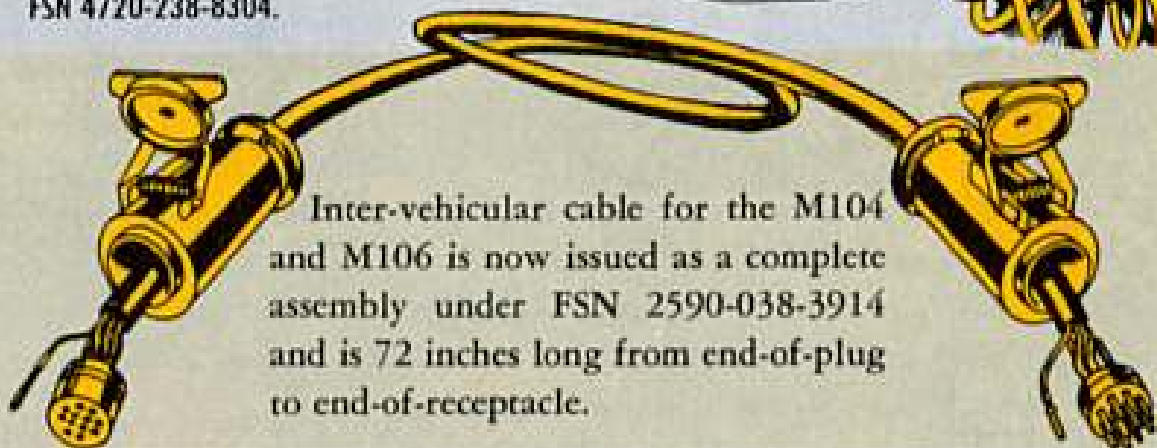 FSN 4720-238-8304.
Inter-vehicular cable for the M104
and M106 is now issued as a complete
assembly under FSN 2590-038-3914
and is 72 inches long from end-of-plug
to end-of-receptacle.